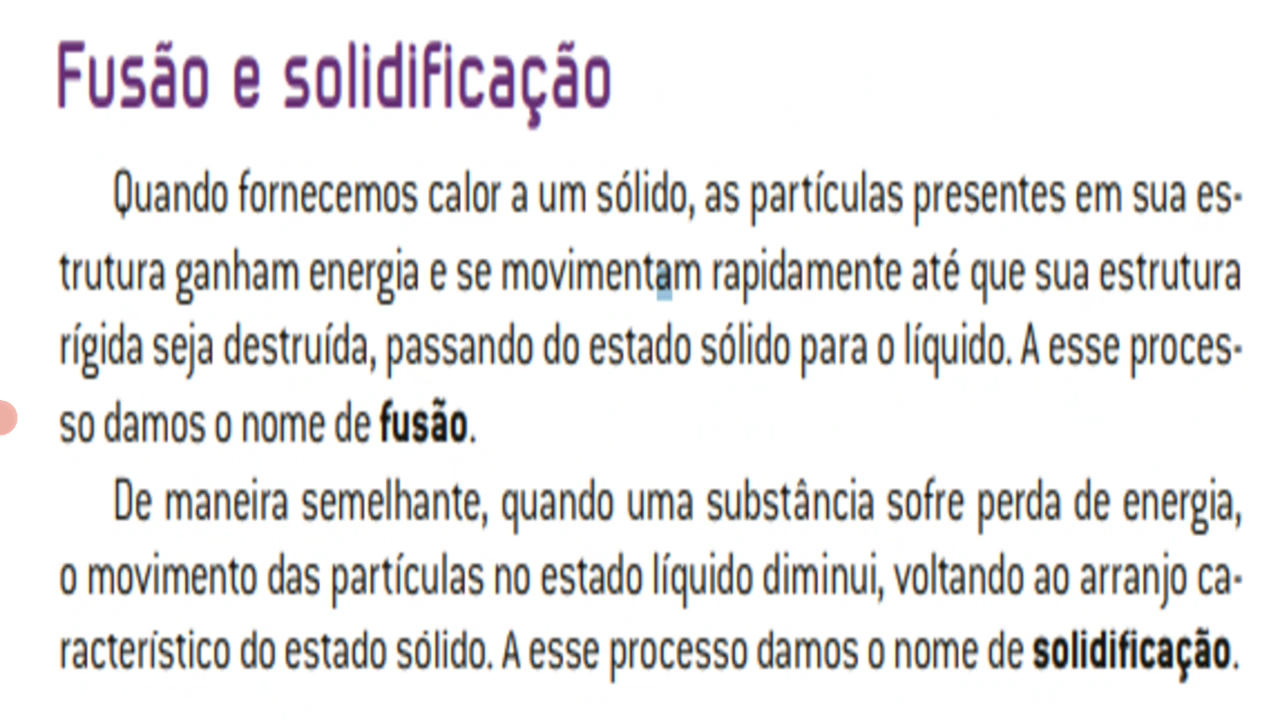 Fusão e solidificação
Quando fornecemos calor a um sólido, as partículas presentes em sua es-
trutura ganham energia e se movimentam rapidamente até que sua estrutura
rígida seja destruída, passando do estado sólido para o líquido. A esse proces-
so damos o nome de fusão.
De maneira semelhante, quando uma substância sofre perda de energia,
o movimento das partículas no estado líquido diminui, voltando ao arranjo ca-
racterístico do estado sólido. A esse processo damos o nome de solidificação.